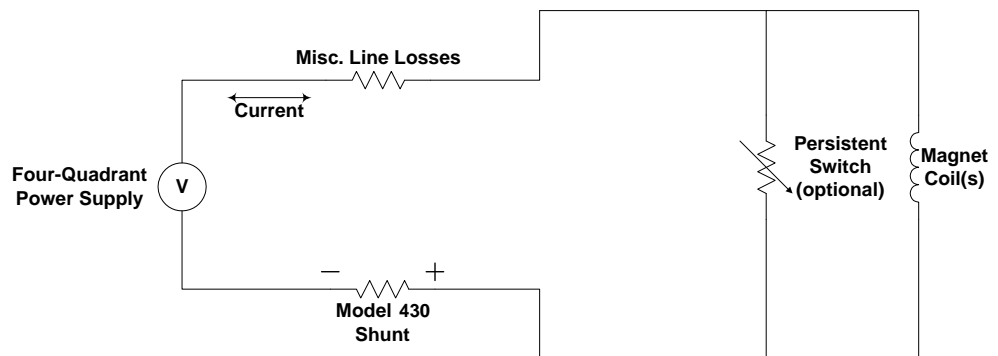 Misc. Line Losses
Current
Four-Quadrant
Power Supply
V
Persistent
Switch
(optional)
Magnet
Coil(s)
— +
Model 430
Shunt